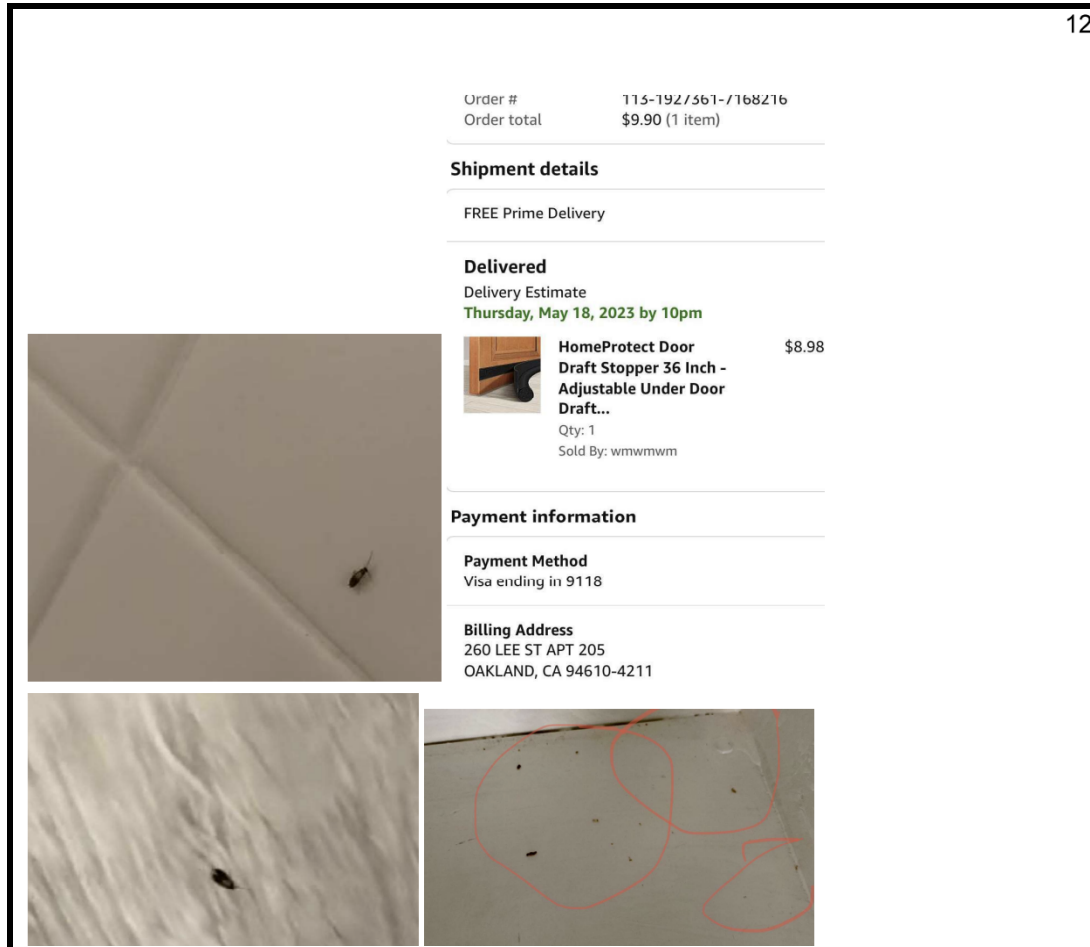 12
Order # 113-1927361-7168216
Order total $9.90 (1 item)
Shipment details
FREE Prime Delivery
Delivered
Delivery Estimate
Thursday, May 18, 2023 by 10pm
HomeProtect Door $8.98
Draft Stopper 36 Inch -
Adjustable Under Door
Draft...
Qty: 1
Sold By: wmwmwm
Payment information
Payment Method
Visa ending in 9118
Billing Address
260 LEE ST APT 205
OAKLAND, CA 94610-4211